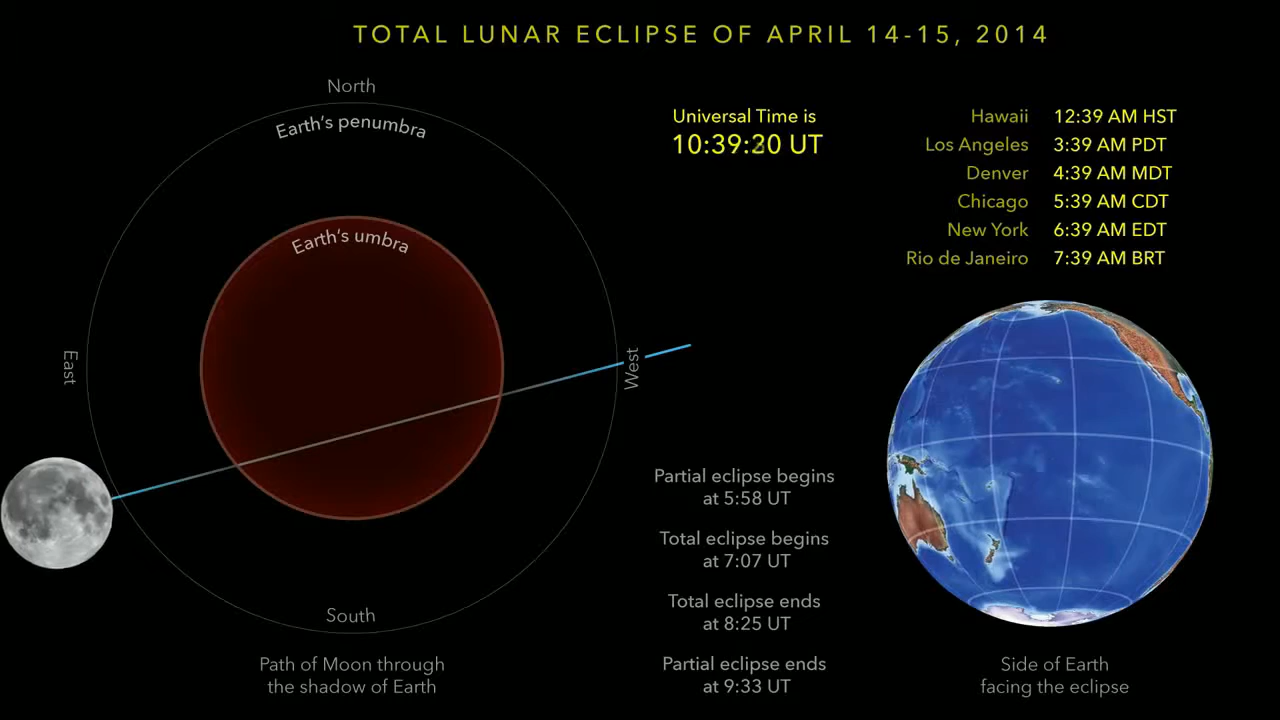 TOTAL LUNAR ECLIPSE OF APRIL 14-15, 2014
North
Earth's penumbra
Earth's umbra
East
West
South
Path of Moon through
the shadow of Earth
Universal Time is
UT
Partial eclipse begins
at 5:58 UT
Total eclipse begins
at 7:07 UT
Total eclipse ends
at 8:25 UT
Partial eclipse ends
at 9:33 UT
Hawaii 12:39 AM HST
Los Angeles 3:39 AM PDT
Denver 4:39 AM MDT
Chicago 5:39 AM CDT
New York 6:39 AM EDT
Rio de Janeiro 7:39 AM BRT
Side of Earth
facing the eclipse